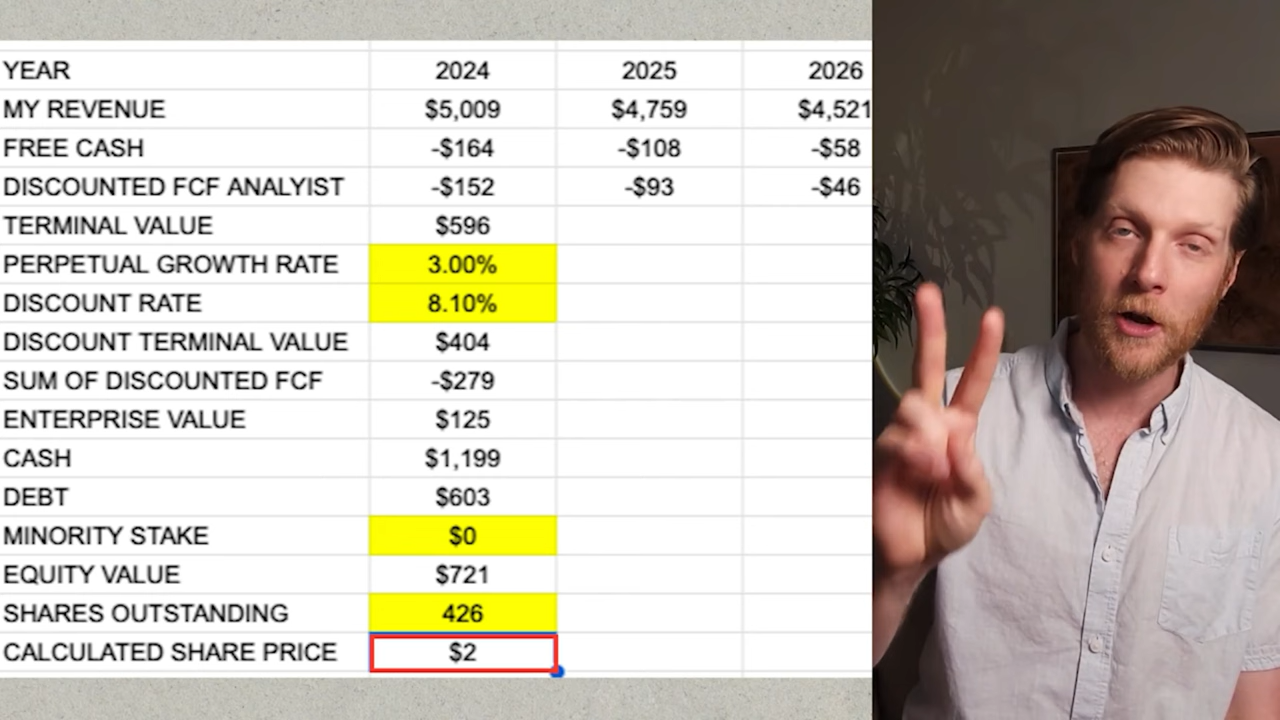 YEAR 2024 2025 2026
MY REVENUE $5,009 $4,759 $4,521
FREE CASH -$164 -$108 -$58
DISCOUNTED FCF ANALYIST -$152 -$93 -$46
TERMINAL VALUE $596
PERPETUAL GROWTH RATE 3.00%
DISCOUNT RATE 8.10%
DISCOUNT TERMINAL VALUE $404
SUM OF DISCOUNTED FCF -$279
ENTERPRISE VALUE $125
CASH $1,199
DEBT $603
MINORITY STAKE $0
EQUITY VALUE $721
SHARES OUTSTANDING 426
CALCULATED SHARE PRICE $2